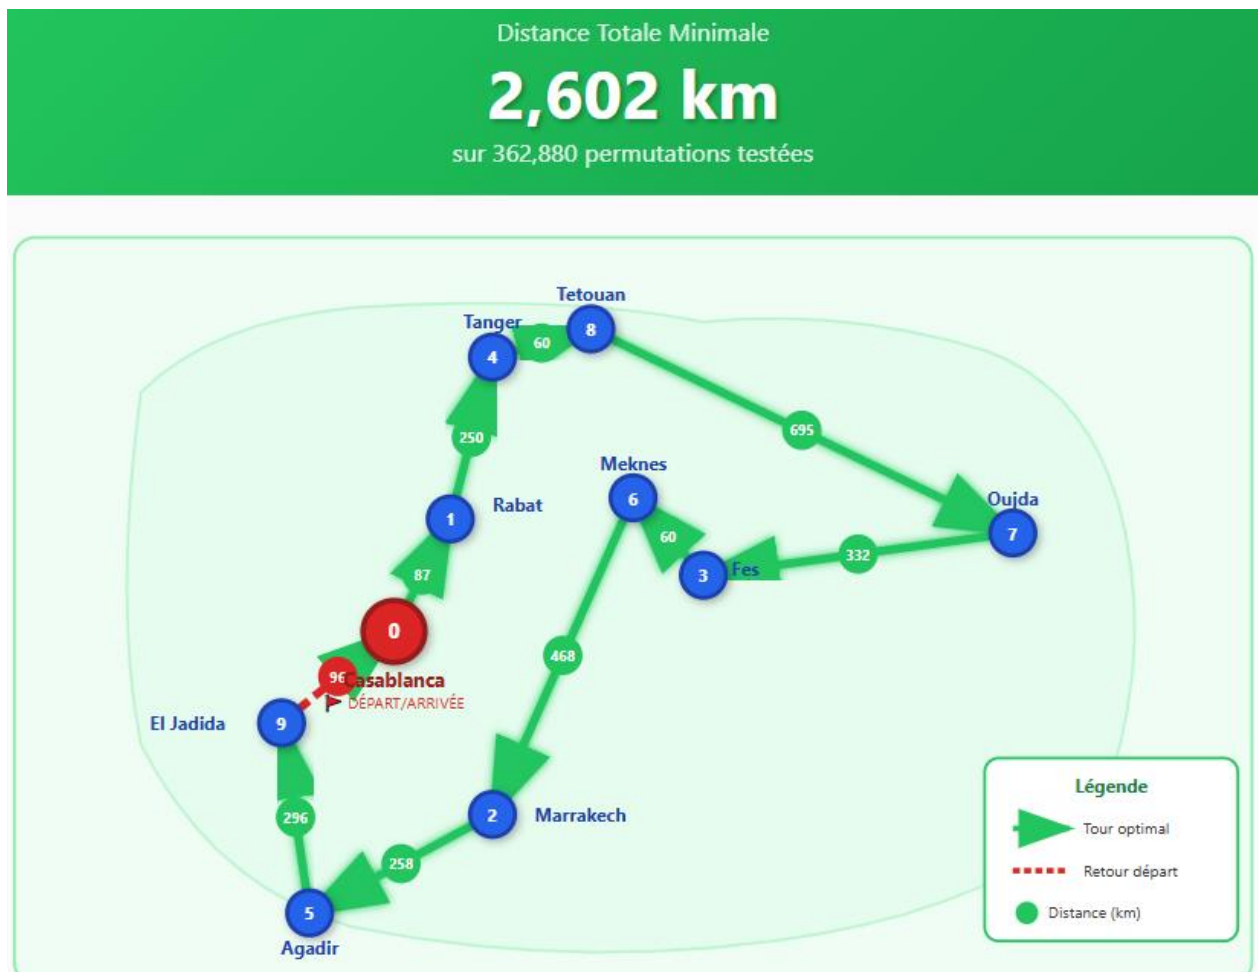 Distance Totale Minimale
2,602 km
sur 362,880 permutations testées
Tetouan
8
Tanger
4
60
250
695
Meknes
6
Oujda
7
Rabat
1
60
332
3
Fes
87
0
468
96
Casablanca
DÉPART/ARRIVÉE
El Jadida
9
296
2
Marrakech
258
5
Agadir
Légende
Tour optimal
Retour départ
Distance (km)